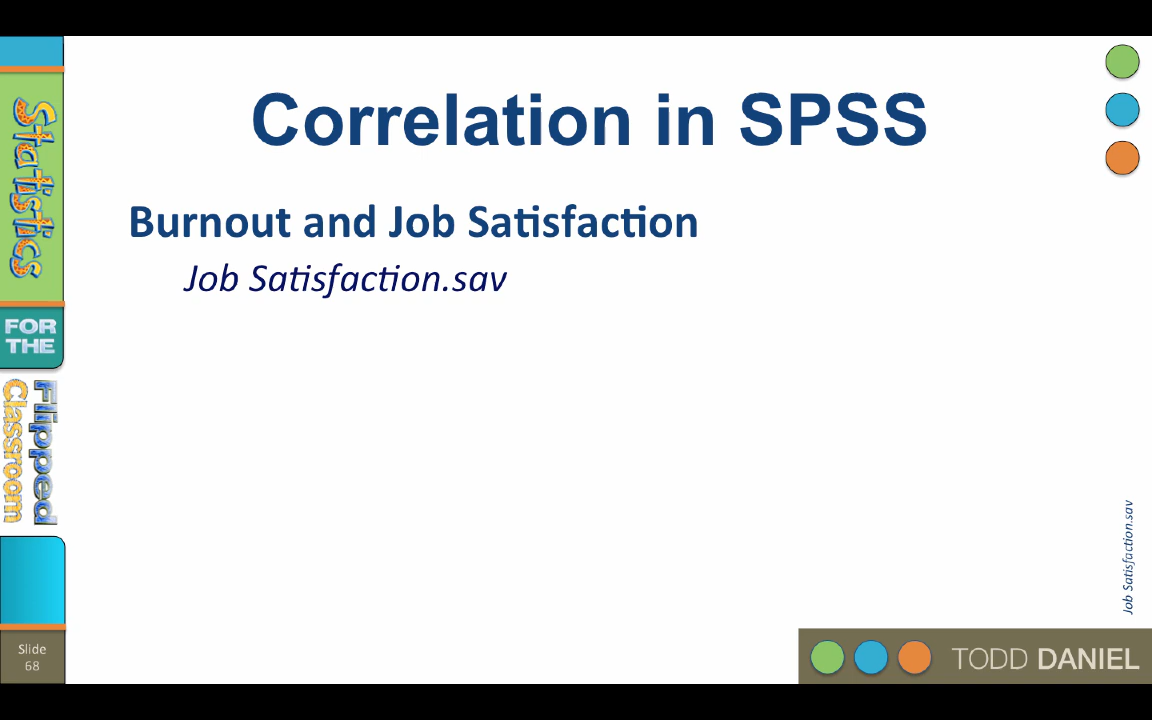 Correlation in SPSS
Burnout and Job Satisfaction
Job Satisfaction.sav
Statistics
FOR
THE
Flipped
Classroom
Slide
68
Job Satisfaction.sav
TODD DANIEL